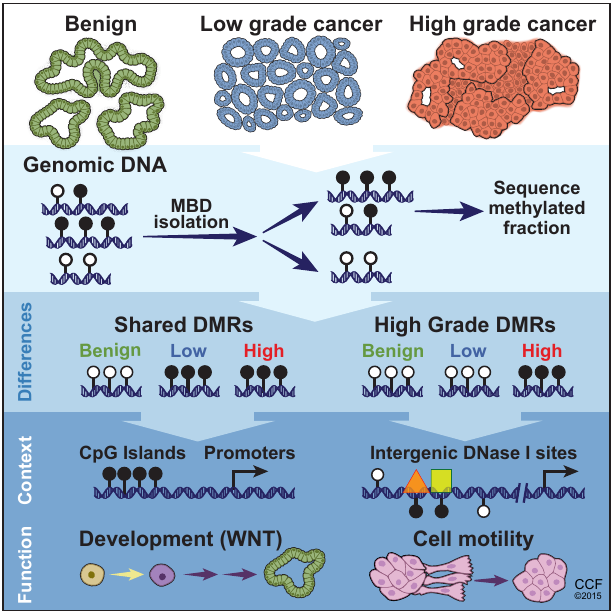 Benign
Low grade cancer
High grade cancer
Genomic DNA
MBD
isolation
Sequence
methylated
fraction
Differences
Shared DMRs
High Grade DMRs
Benign Low High
Benign Low High
Context
CpG Islands Promoters
Intergenic DNase I sites
Function
Development (WNT)
Cell motility
CCF
©2015